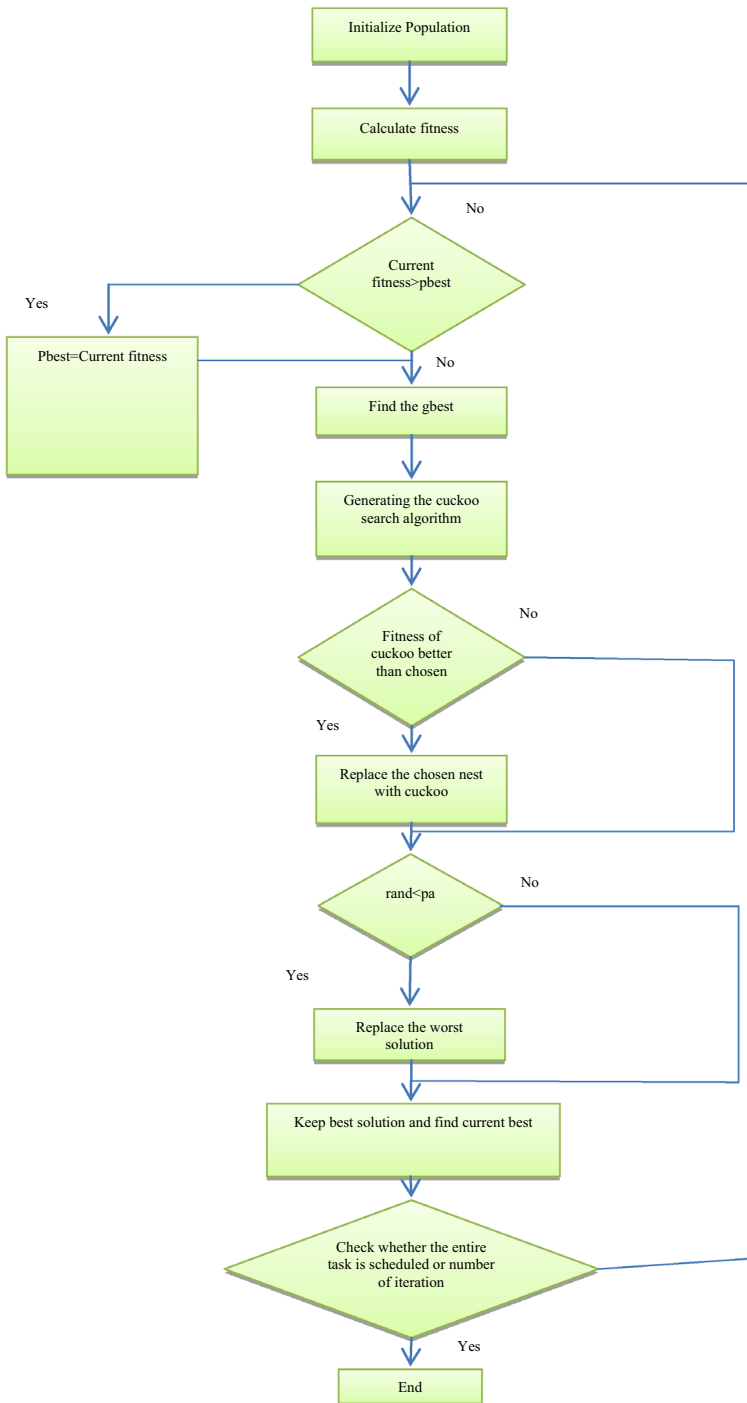 Initialize Population
Calculate fitness
No
Current
fitness>pbest
Yes
Pbest=Current fitness
No
Find the gbest
Generating the cuckoo
search algorithm
No
Fitness of
cuckoo better
than chosen
Yes
Replace the chosen nest
with cuckoo
rand<pa
No
Yes
Replace the worst
solution
Keep best solution and find current best
Check whether the entire
task is scheduled or number
of iteration
Yes
End